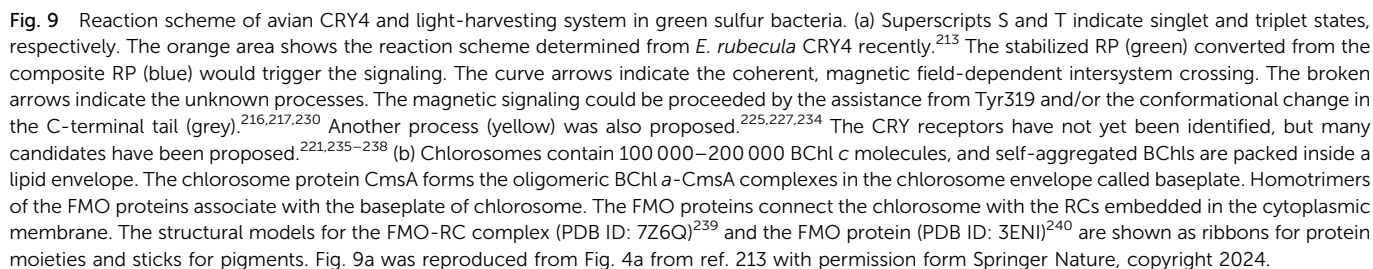 Fig. 9 Reaction scheme of avian CRY4 and light-harvesting system in green sulfur bacteria. (a) Superscripts S and T indicate singlet and triplet states,
respectively. The orange area shows the reaction scheme determined from E. rubecula CRY4 recently.213 The stabilized RP (green) converted from the
composite RP (blue) would trigger the signaling. The curve arrows indicate the coherent, magnetic field-dependent intersystem crossing. The broken
arrows indicate the unknown processes. The magnetic signaling could be proceeded by the assistance from Tyr319 and/or the conformational change in
the C-terminal tail (grey).216,217,230 Another process (yellow) was also proposed.225,227,234 The CRY receptors have not yet been identified, but many
candidates have been proposed.221,235–238 (b) Chlorosomes contain 100 000–200 000 BChl c molecules, and self-aggregated BChls are packed inside a
lipid envelope. The chlorosome protein CmsA forms the oligomeric BChl a-CmsA complexes in the chlorosome envelope called baseplate. Homotrimers
of the FMO proteins associate with the baseplate of chlorosome. The FMO proteins connect the chlorosome with the RCs embedded in the cytoplasmic
membrane. The structural models for the FMO-RC complex (PDB ID: 7Z6Q)239 and the FMO protein (PDB ID: 3ENI)240 are shown as ribbons for protein
moieties and sticks for pigments. Fig. 9a was reproduced from Fig. 4a from ref. 213 with permission form Springer Nature, copyright 2024.